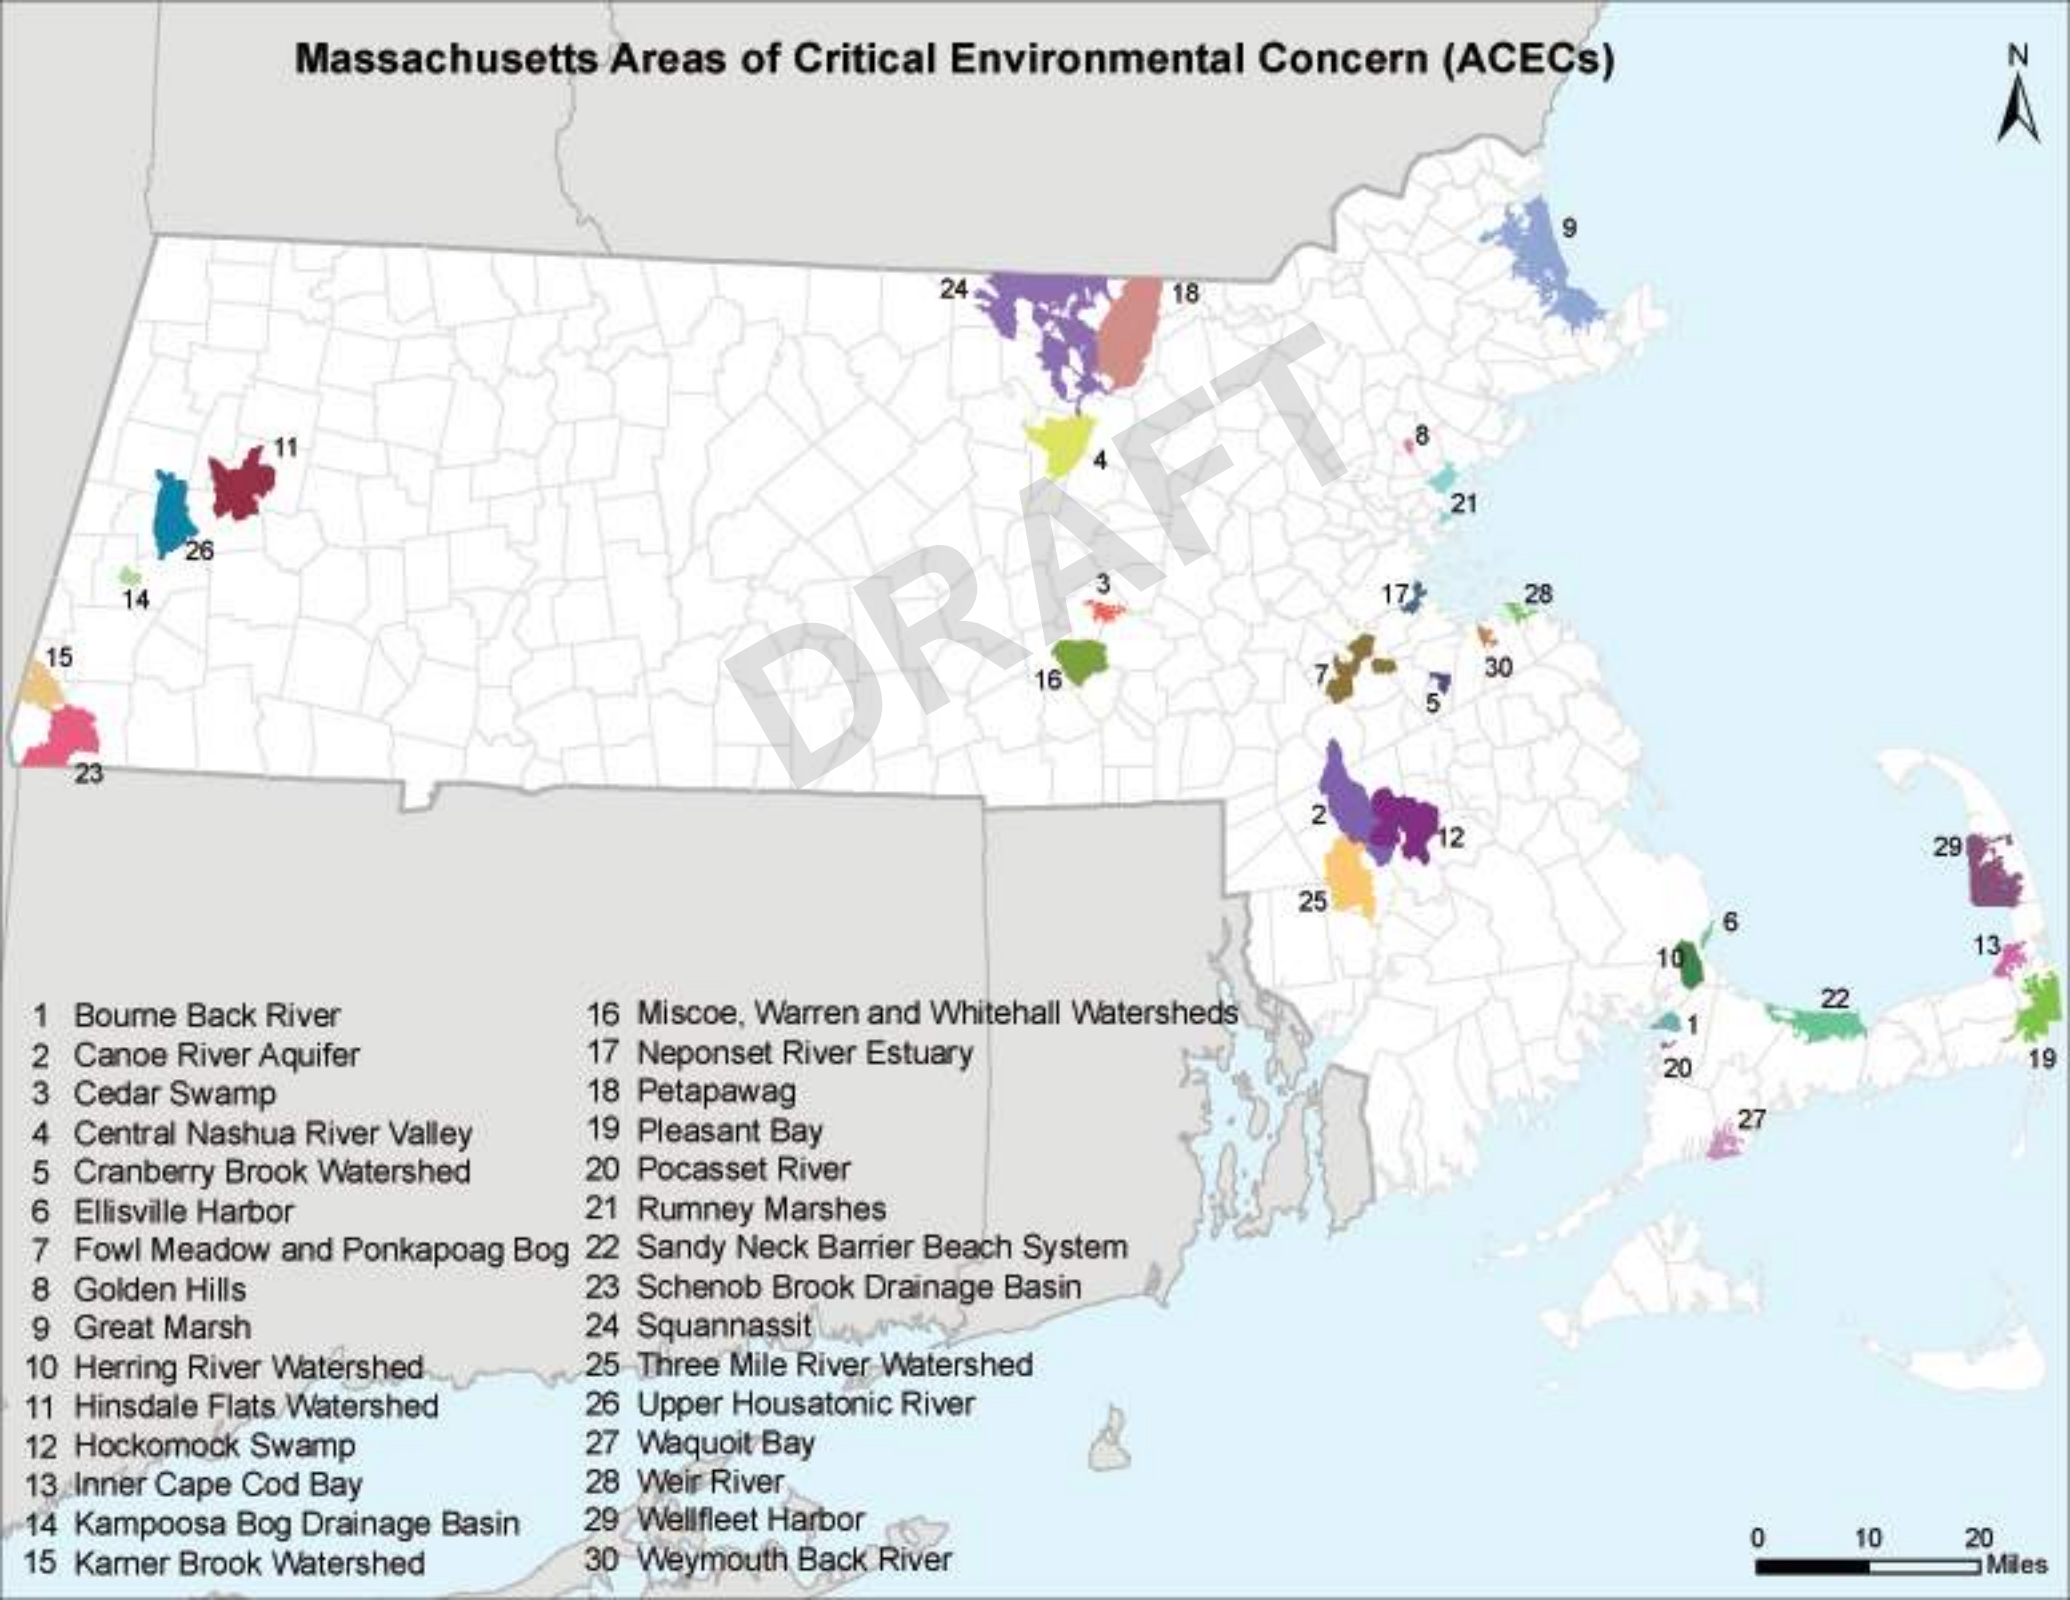 Massachusetts Areas of Critical Environmental Concern (ACECs)
N
9
24
18
11
8
4
21
26
14
3
17
28
15
7
30
16
5
23
2
12
29
25
6
10
13
22
1
19
20
27
DRAFT
1 Bourne Back River
2 Canoe River Aquifer
3 Cedar Swamp
4 Central Nashua River Valley
5 Cranberry Brook Watershed
6 Ellisville Harbor
7 Fowl Meadow and Ponkapoag Bog
8 Golden Hills
9 Great Marsh
10 Herring River Watershed
11 Hinsdale Flats Watershed
12 Hockomock Swamp
13 Inner Cape Cod Bay
14 Kampoosa Bog Drainage Basin
15 Karner Brook Watershed
16 Miscoe, Warren and Whitehall Watersheds
17 Neponset River Estuary
18 Petapawag
19 Pleasant Bay
20 Pocasset River
21 Rumney Marshes
22 Sandy Neck Barrier Beach System
23 Schenob Brook Drainage Basin
24 Squannassit
25 Three Mile River Watershed
26 Upper Housatonic River
27 Waquoit Bay
28 Weir River
29 Wellfleet Harbor
30 Weymouth Back River
0 10 20
Miles